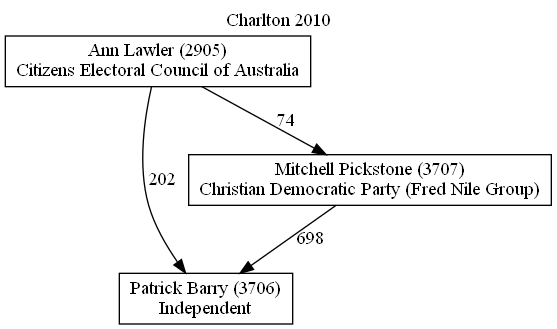 Charlton 2010
Ann Lawler (2905)
Citizens Electoral Council of Australia
74
202
Mitchell Pickstone (3707)
Christian Democratic Party (Fred Nile Group)
698
Patrick Barry (3706)
Independent